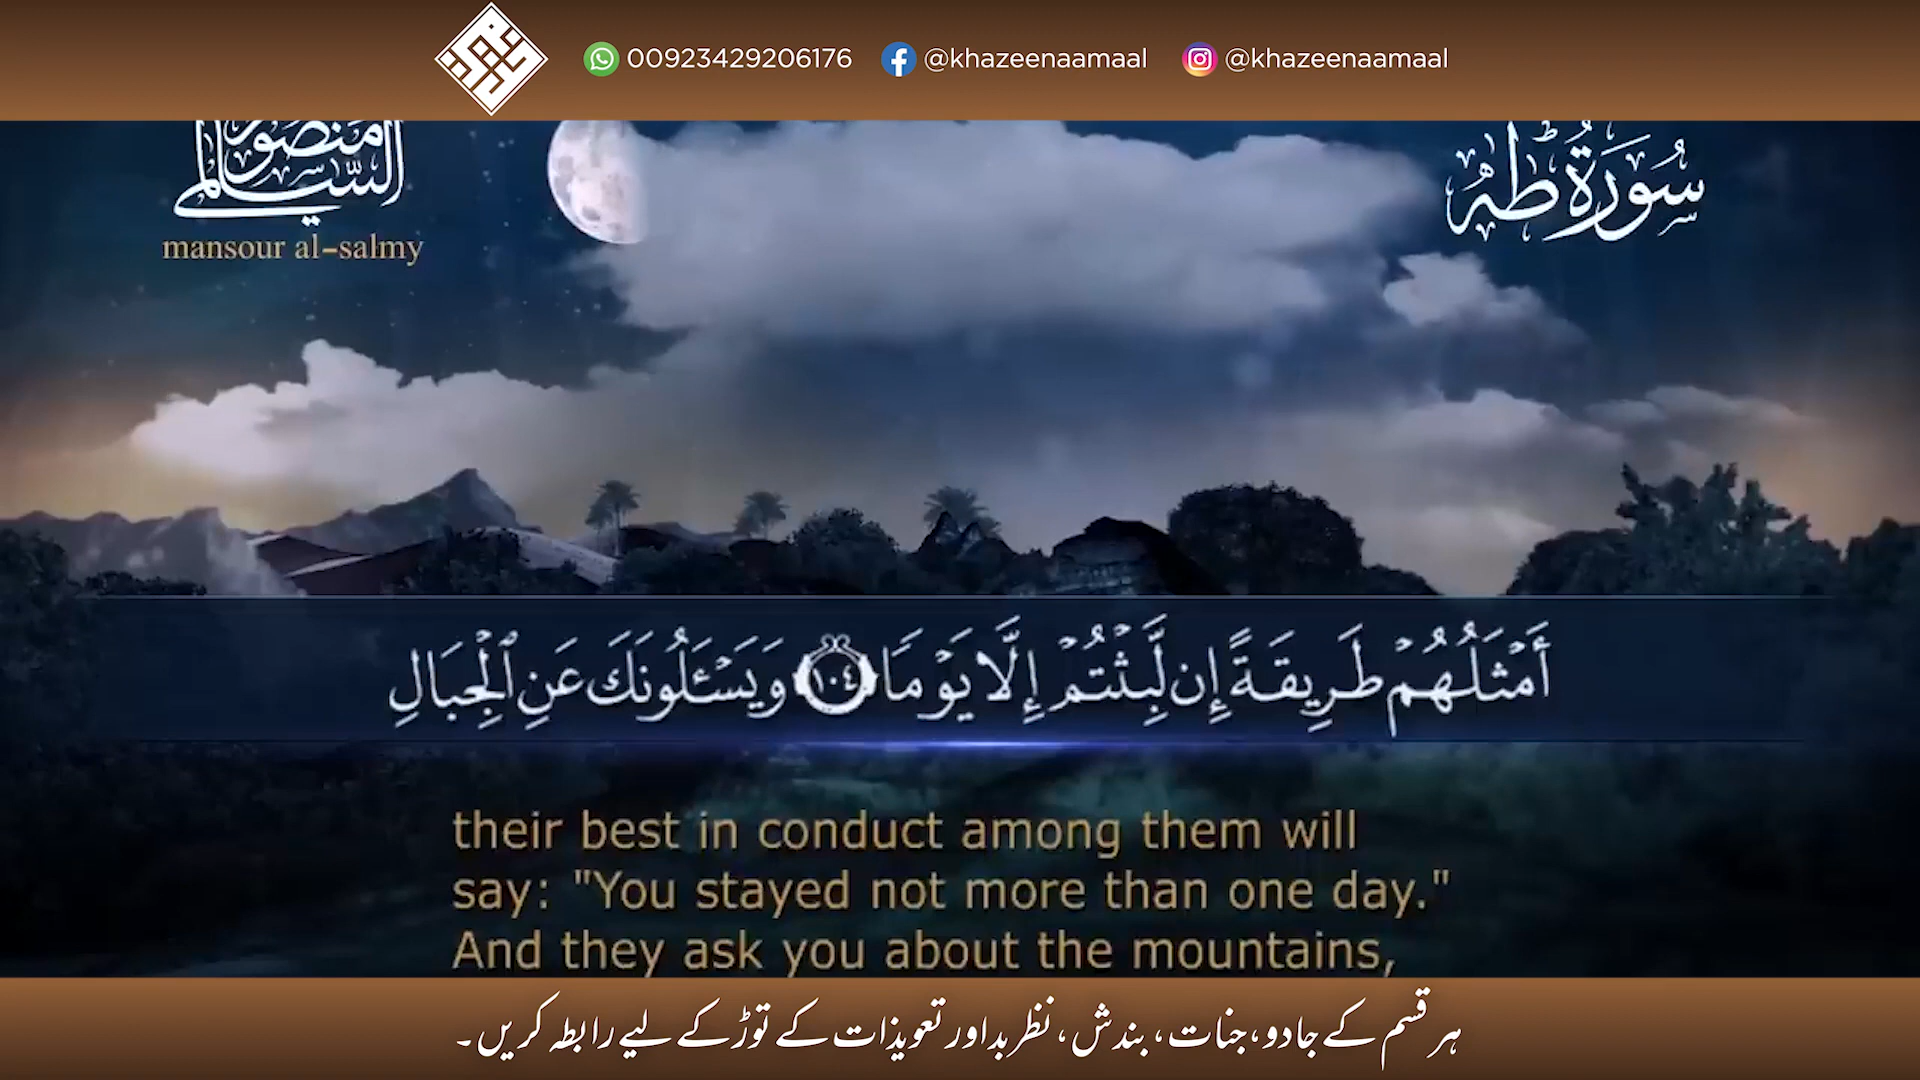 00923429206176 @khazeenaamaal @khazeenaamaal
منصور السالمي
mansour al-salmy
سُورَةُ طه
أَمْثَلُهُمْ طَرِيقَةً إِن لَّبِثْتُمْ إِلَّا يَوْمًا ١٠٤ وَيَسْـَٔلُونَكَ عَنِ ٱلْجِبَالِ
their best in conduct among them will
say: "You stayed not more than one day."
And they ask you about the mountains,
ہر قسم کے جادو، جنات، بندش، نظر بد اور تعویذات کے توڑ کے لیے رابطہ کریں۔